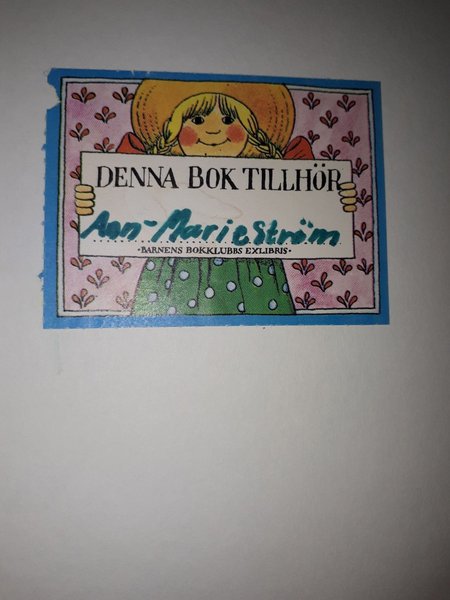 DENNA BOK TILLHÖR
Ann-Marie Ström
·BARNENS BOKKLUBBS EXLIBRIS·